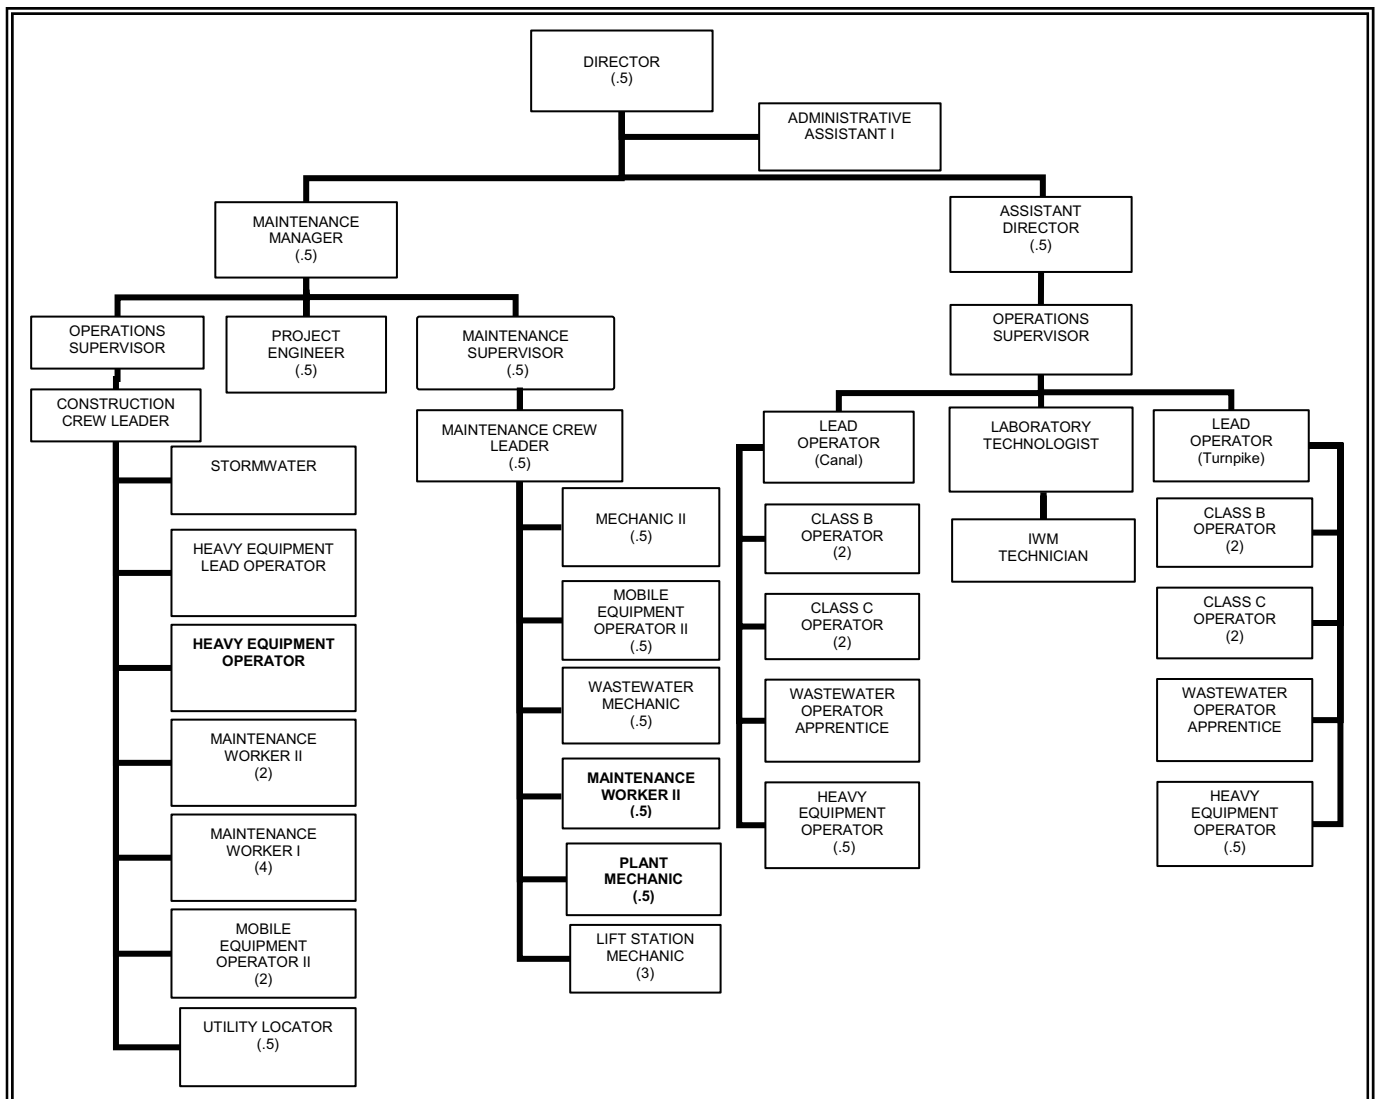 DIRECTOR
(.5)
ADMINISTRATIVE
ASSISTANT I
MAINTENANCE
MANAGER
(.5)
ASSISTANT
DIRECTOR
(.5)
OPERATIONS
SUPERVISOR
PROJECT
ENGINEER
(.5)
MAINTENANCE
SUPERVISOR
(.5)
OPERATIONS
SUPERVISOR
CONSTRUCTION
CREW LEADER
MAINTENANCE CREW
LEADER
(.5)
LEAD
OPERATOR
(Canal)
LABORATORY
TECHNOLOGIST
LEAD
OPERATOR
(Turnpike)
STORMWATER
HEAVY EQUIPMENT
LEAD OPERATOR
HEAVY EQUIPMENT
OPERATOR
MAINTENANCE
WORKER II
(2)
MAINTENANCE
WORKER I
(4)
MOBILE
EQUIPMENT
OPERATOR II
(2)
UTILITY LOCATOR
(.5)
MECHANIC II
(.5)
MOBILE
EQUIPMENT
OPERATOR II
(.5)
WASTEWATER
MECHANIC
(.5)
MAINTENANCE
WORKER II
(.5)
PLANT
MECHANIC
(.5)
LIFT STATION
MECHANIC
(3)
CLASS B
OPERATOR
(2)
CLASS C
OPERATOR
(2)
WASTEWATER
OPERATOR
APPRENTICE
HEAVY
EQUIPMENT
OPERATOR
(.5)
IWM
TECHNICIAN
CLASS B
OPERATOR
(2)
CLASS C
OPERATOR
(2)
WASTEWATER
OPERATOR
APPRENTICE
HEAVY
EQUIPMENT
OPERATOR
(.5)